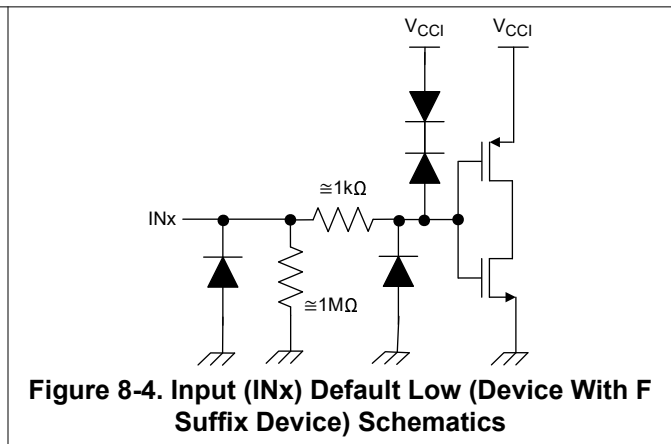 V_CCI V_CCI
≅1kΩ
INx
≅1MΩ
Figure 8-4. Input (INx) Default Low (Device With F
Suffix Device) Schematics